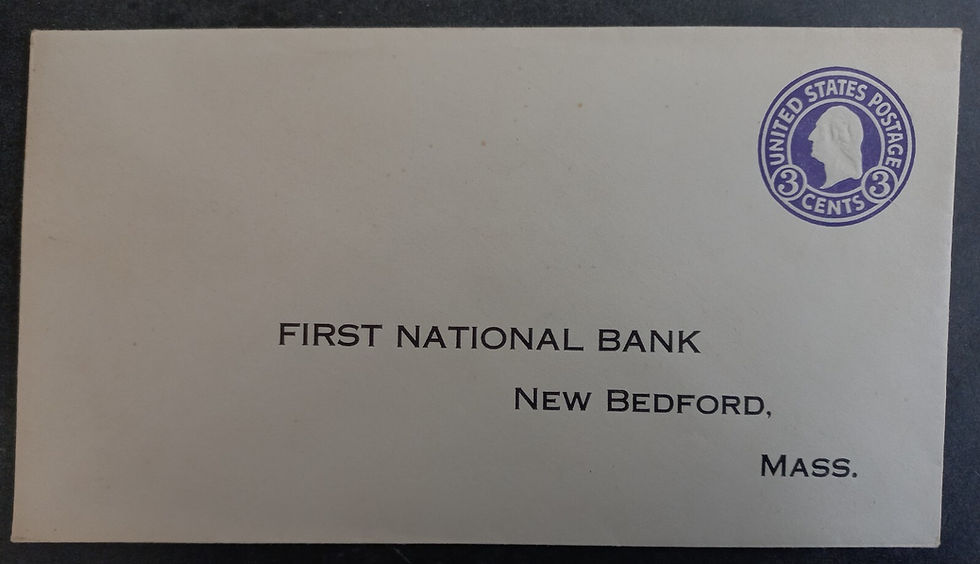 UNITED STATES POSTAGE
3 CENTS 3
FIRST NATIONAL BANK
NEW BEDFORD,
MASS.